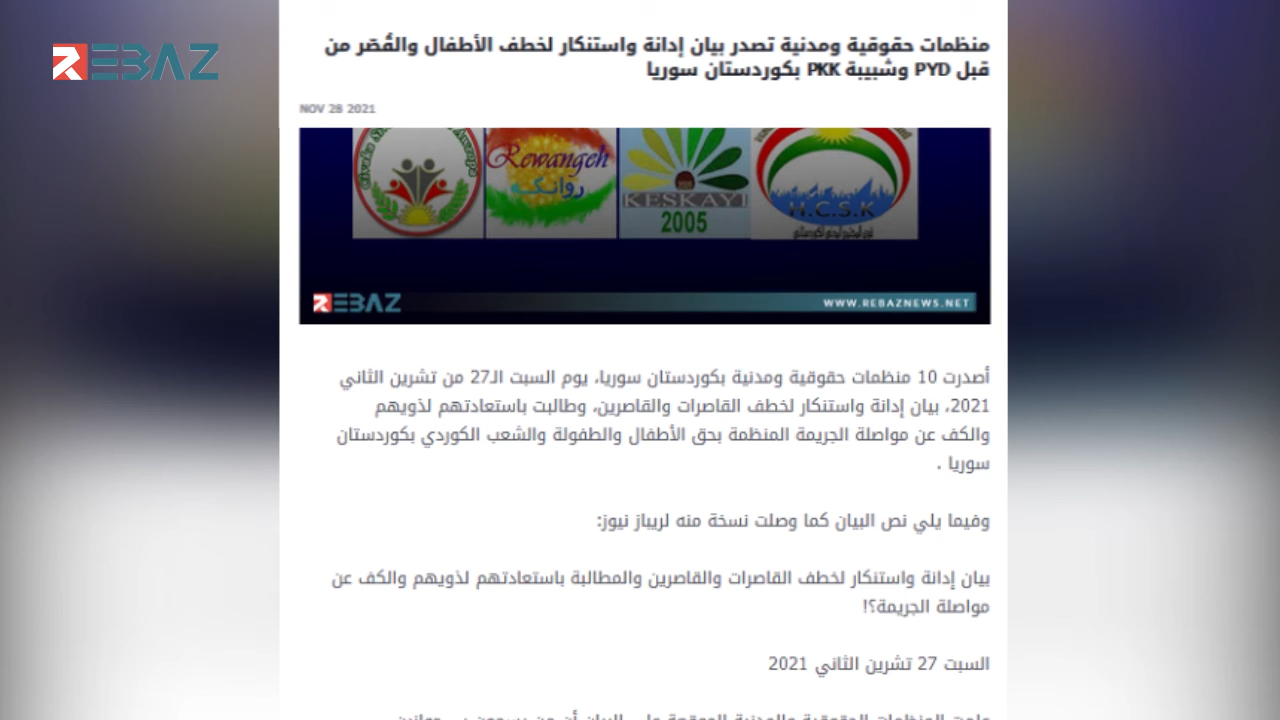 REBAZ
منظمات حقوقية ومدنية تصدر بيان إدانة واستنكار لخطف الأطفال والقُصّر من
قبل PYD وشبيبة PKK بكوردستان سوريا
NOV 28 2021
Rewangeh
روانگه
KESKAYI
2005
H.C.S.K
REBAZ
WWW.REBAZNEWS.NET
أصدرت 10 منظمات حقوقية ومدنية بكوردستان سوريا، يوم السبت الـ27 من تشرين الثاني
2021، بيان إدانة واستنكار لخطف القاصرات والقاصرين، وطالبت باستعادتهم لذويهم
والكف عن مواصلة الجريمة المنظمة بحق الأطفال والطفولة والشعب الكوردي بكوردستان
سوريا .
وفيما يلي نص البيان كما وصلت نسخة منه لريباز نيوز:
بيان إدانة واستنكار لخطف القاصرات والقاصرين والمطالبة باستعادتهم لذويهم والكف عن
مواصلة الجريمة؟!
السبت 27 تشرين الثاني 2021